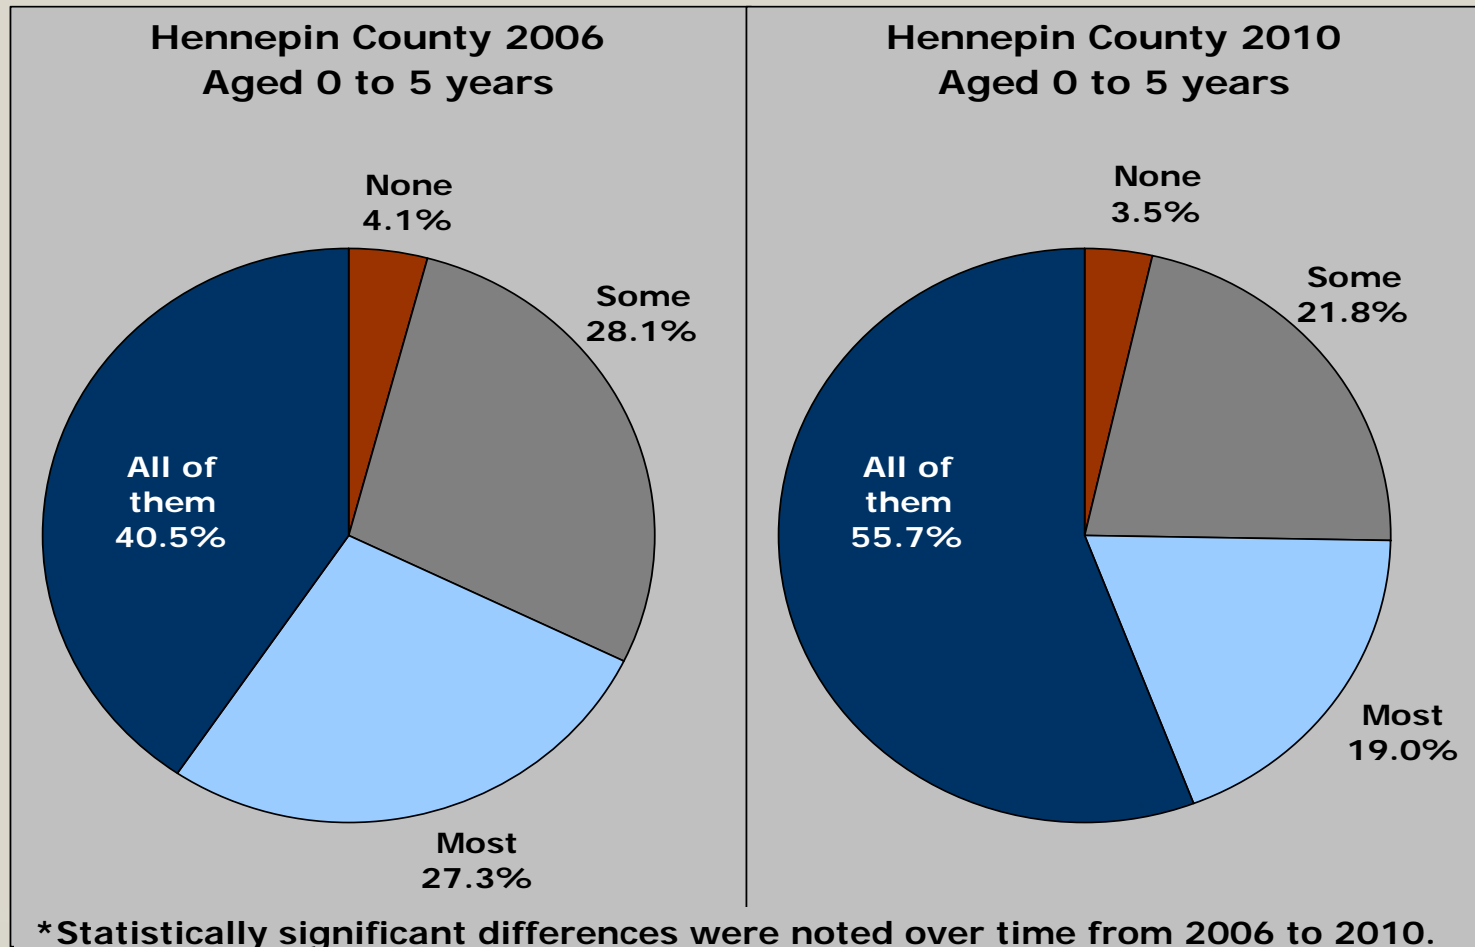 Hennepin County 2006
Aged 0 to 5 years
None
4.1%
Some
28.1%
All of
them
40.5%
Most
27.3%
Hennepin County 2010
Aged 0 to 5 years
None
3.5%
Some
21.8%
All of
them
55.7%
Most
19.0%
*Statistically significant differences were noted over time from 2006 to 2010.